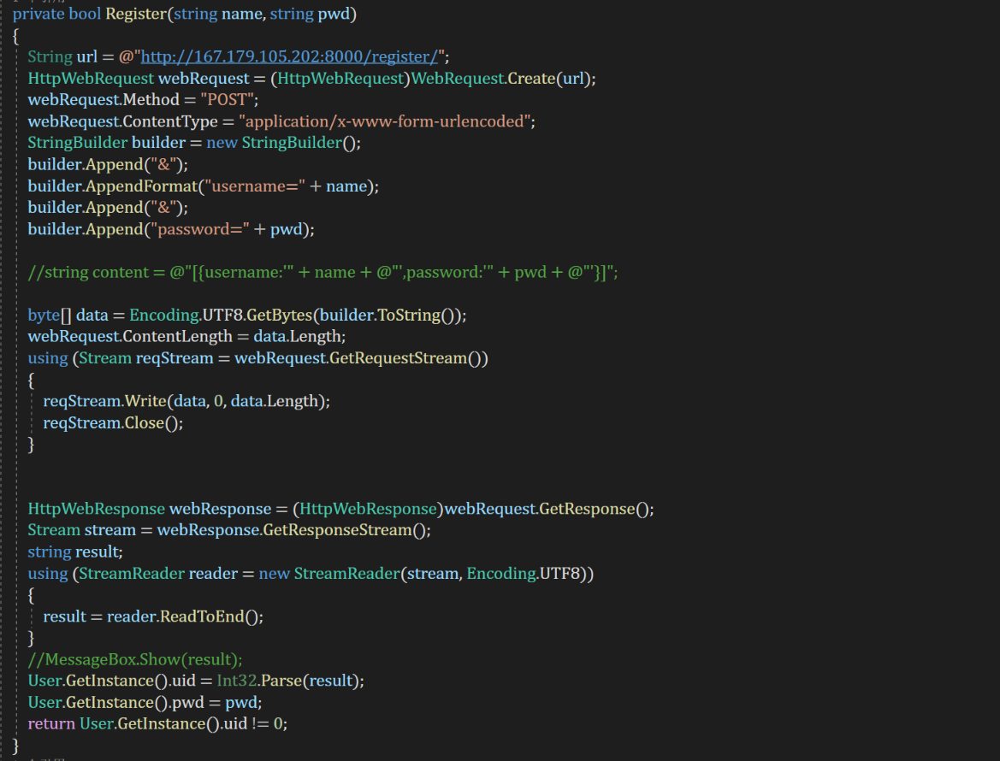 private bool Register(string name, string pwd)
{
String url = @"http://167.179.105.202:8000/register/";
HttpWebRequest webRequest = (HttpWebRequest)WebRequest.Create(url);
webRequest.Method = "POST";
webRequest.ContentType = "application/x-www-form-urlencoded";
StringBuilder builder = new StringBuilder();
builder.Append("&");
builder.AppendFormat("username=" + name);
builder.Append("&");
builder.Append("password=" + pwd);
//string content = @"[{username:'" + name + @"',password:'" + pwd + @"'}]";
byte[] data = Encoding.UTF8.GetBytes(builder.ToString());
webRequest.ContentLength = data.Length;
using (Stream reqStream = webRequest.GetRequestStream())
{
reqStream.Write(data, 0, data.Length);
reqStream.Close();
}
HttpWebResponse webResponse = (HttpWebResponse)webRequest.GetResponse();
Stream stream = webResponse.GetResponseStream();
string result;
using (StreamReader reader = new StreamReader(stream, Encoding.UTF8))
{
result = reader.ReadToEnd();
}
//MessageBox.Show(result);
User.GetInstance().uid = Int32.Parse(result);
User.GetInstance().pwd = pwd;
return User.GetInstance().uid != 0;
}